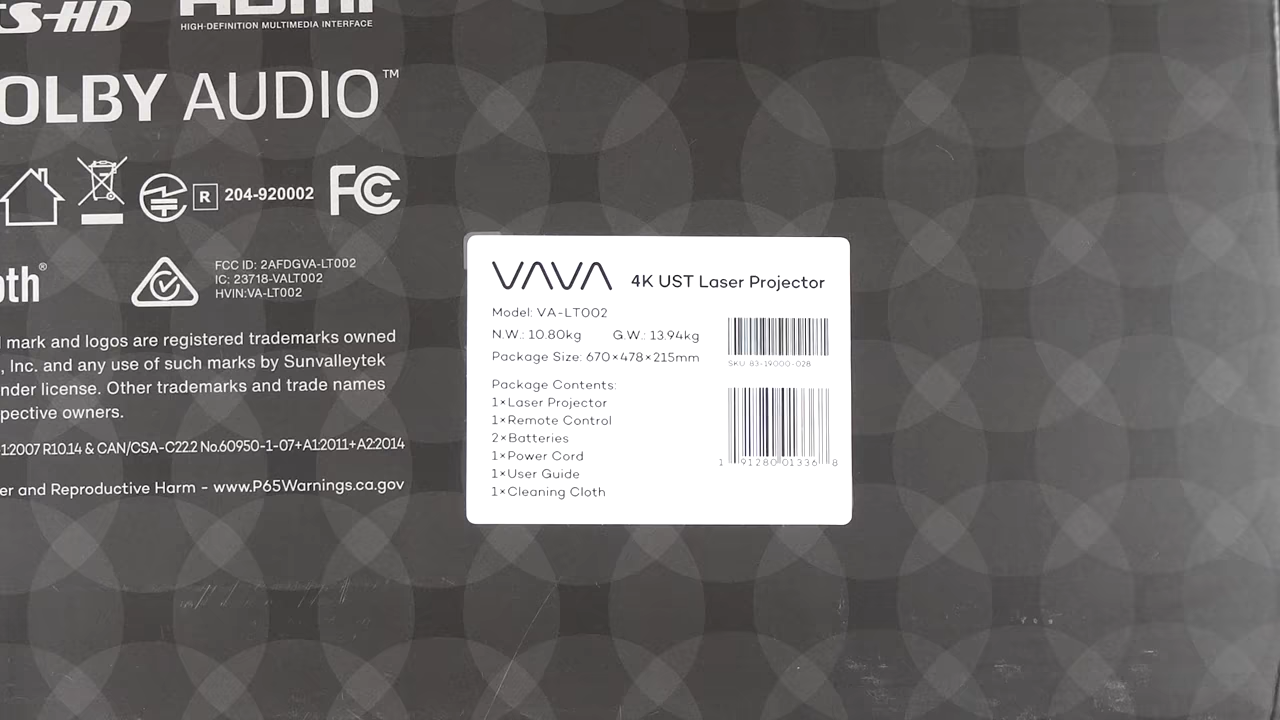 TS-HD
HDMI
HIGH-DEFINITION MULTIMEDIA INTERFACE
OLBY AUDIO™
R 204-920002 FC
oth®
FCC ID: 2AFDGVA-LT002
IC: 23718-VALT002
HVIN:VA-LT002
mark and logos are registered trademarks owned
, Inc. and any use of such marks by Sunvalleytek
nder license. Other trademarks and trade names
pective owners.
-1:2007 R10.14 & CAN/CSA-C22.2 No.60950-1-07+A1:2011+A2:2014
er and Reproductive Harm - www.P65Warnings.ca.gov
VAVA 4K UST Laser Projector
Model: VA-LT002
N.W.: 10.80kg G.W.: 13.94kg
Package Size: 670×478×215mm
SKU 83-19000-028
Package Contents:
1×Laser Projector
1×Remote Control
2×Batteries
1×Power Cord
1×User Guide
1×Cleaning Cloth
1 91280 01336 8